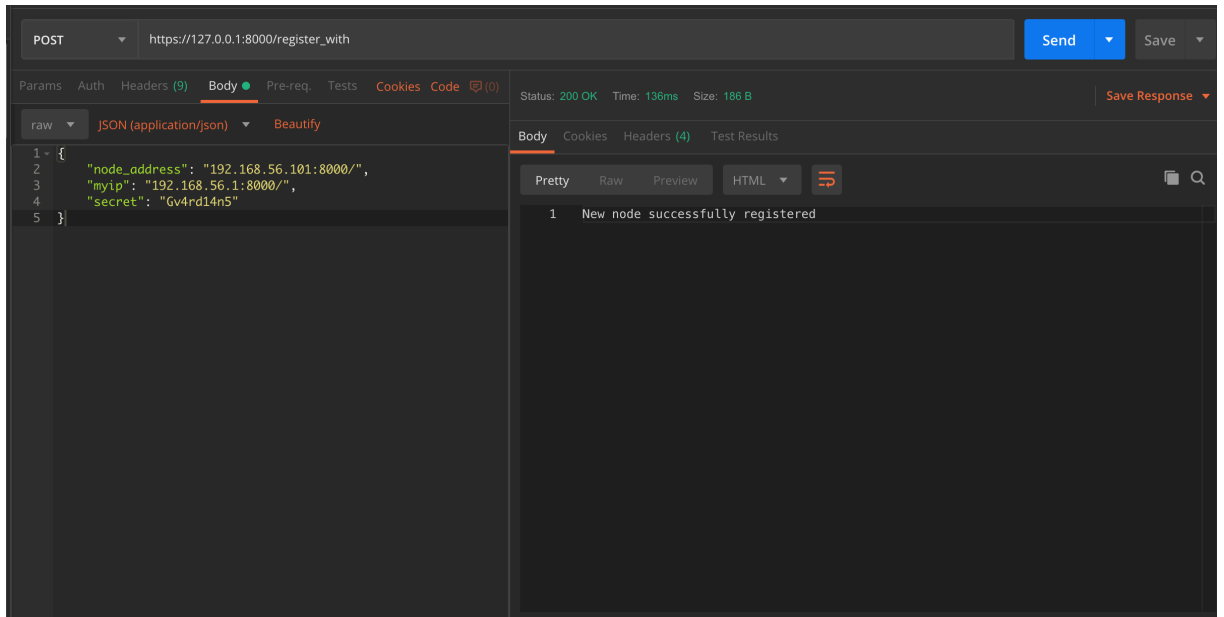 POST https://127.0.0.1:8000/register_with Send Save
Params Auth Headers (9) Body Pre-req. Tests Cookies Code (0)
raw JSON (application/json) Beautify
1 {
2 "node_address": "192.168.56.101:8000/",
3 "myip": "192.168.56.1:8000/",
4 "secret": "Gv4rd14n5"
5 }
Status: 200 OK Time: 136ms Size: 186 B Save Response
Body Cookies Headers (4) Test Results
Pretty Raw Preview HTML
1 New node successfully registered